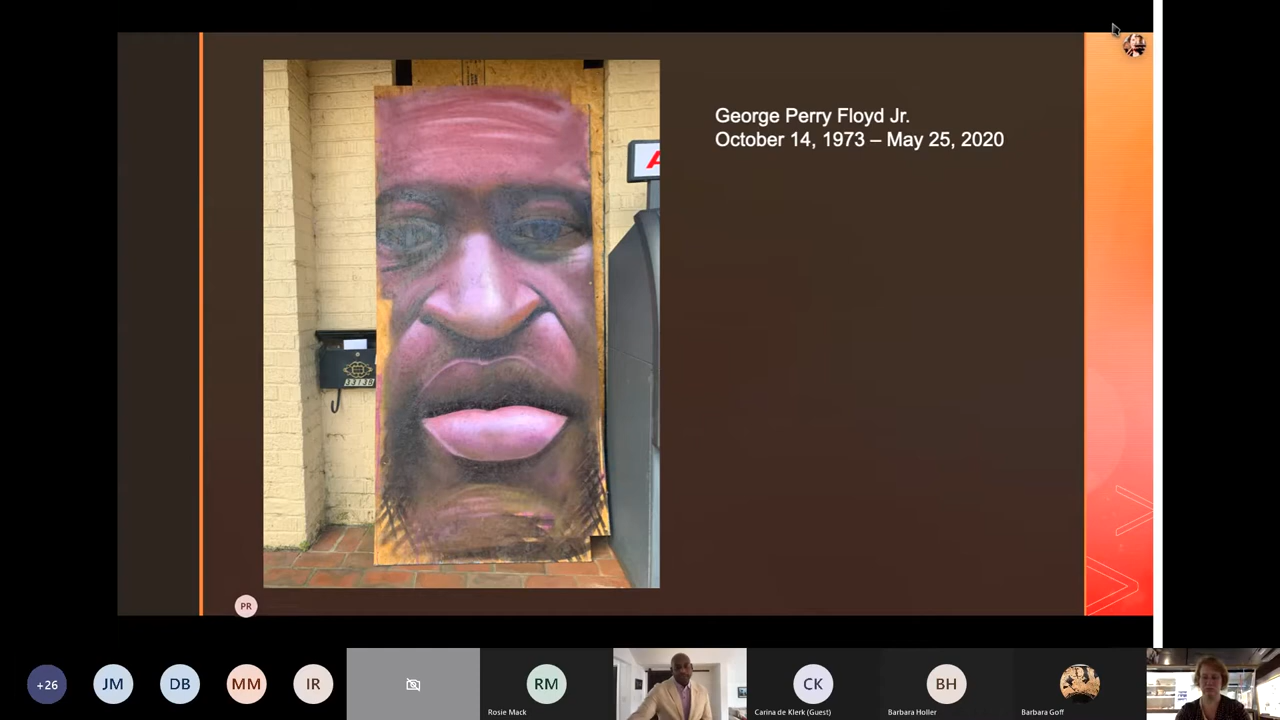 George Perry Floyd Jr.
October 14, 1973 – May 25, 2020
A
33139
PR
+26
JM
DB
MM
IR
RM
Rosie Mack
CK
Carina de Klerk (Guest)
BH
Barbara Holler
Barbara Goff